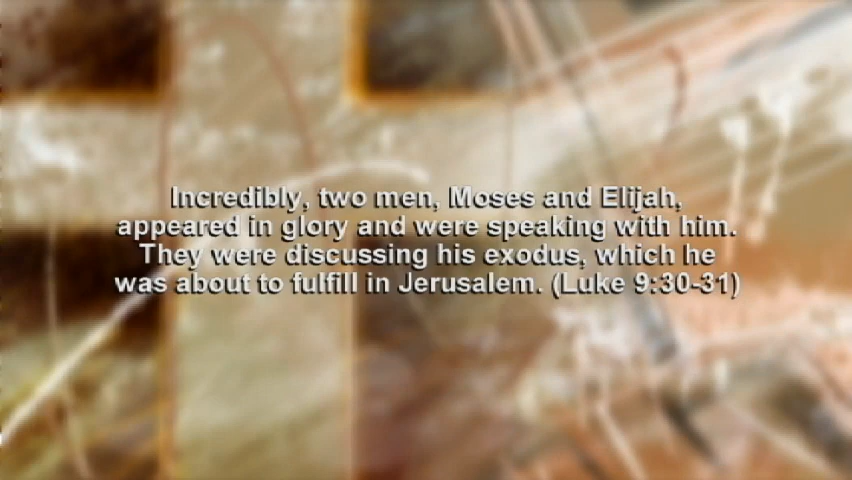 Incredibly, two men, Moses and Elijah,
appeared in glory and were speaking with him.
They were discussing his exodus, which he
was about to fulfill in Jerusalem. (Luke 9:30-31)